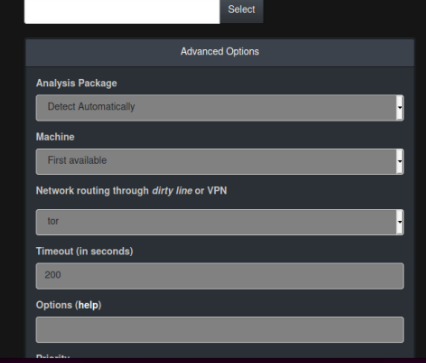 Select
Advanced Options
Analysis Package
Detect Automatically
Machine
First available
Network routing through dirty line or VPN
tor
Timeout (in seconds)
200
Options (help)
Priority